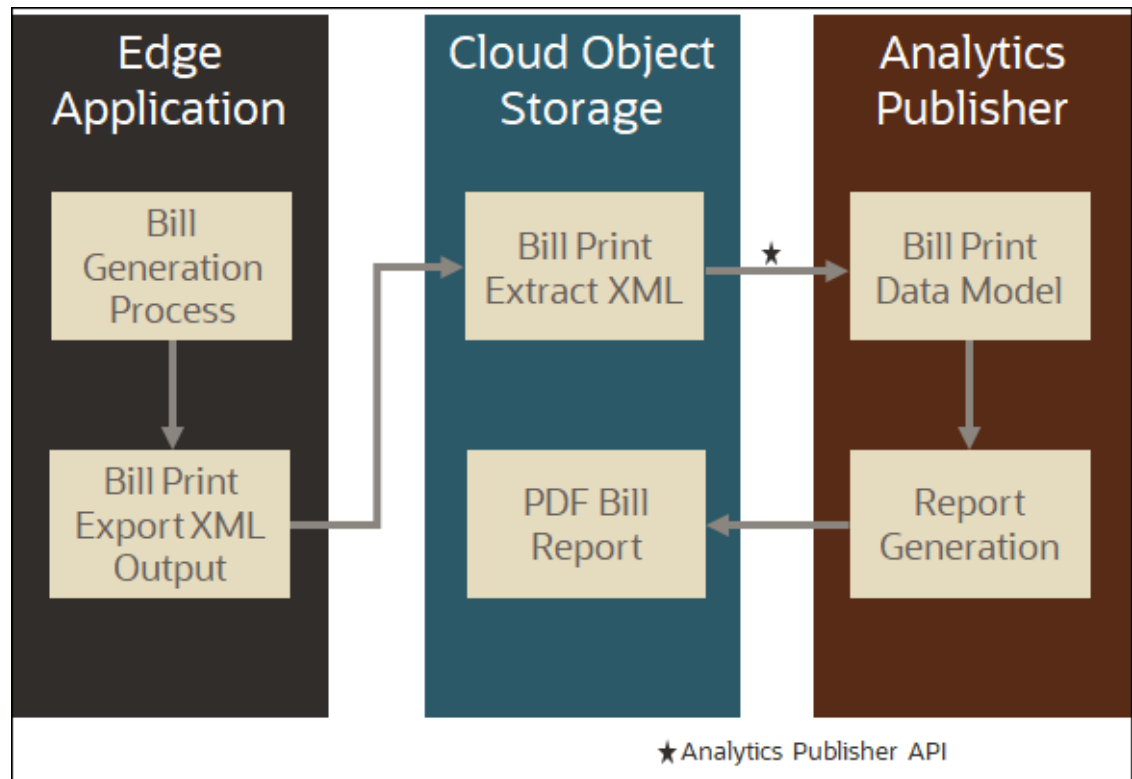 Edge
Application
Bill
Generation
Process
Bill Print
Export XML
Output
Cloud Object
Storage
Bill Print
Extract XML
PDF Bill
Report
Analytics
Publisher
Bill Print
Data Model
Report
Generation
★ Analytics Publisher API